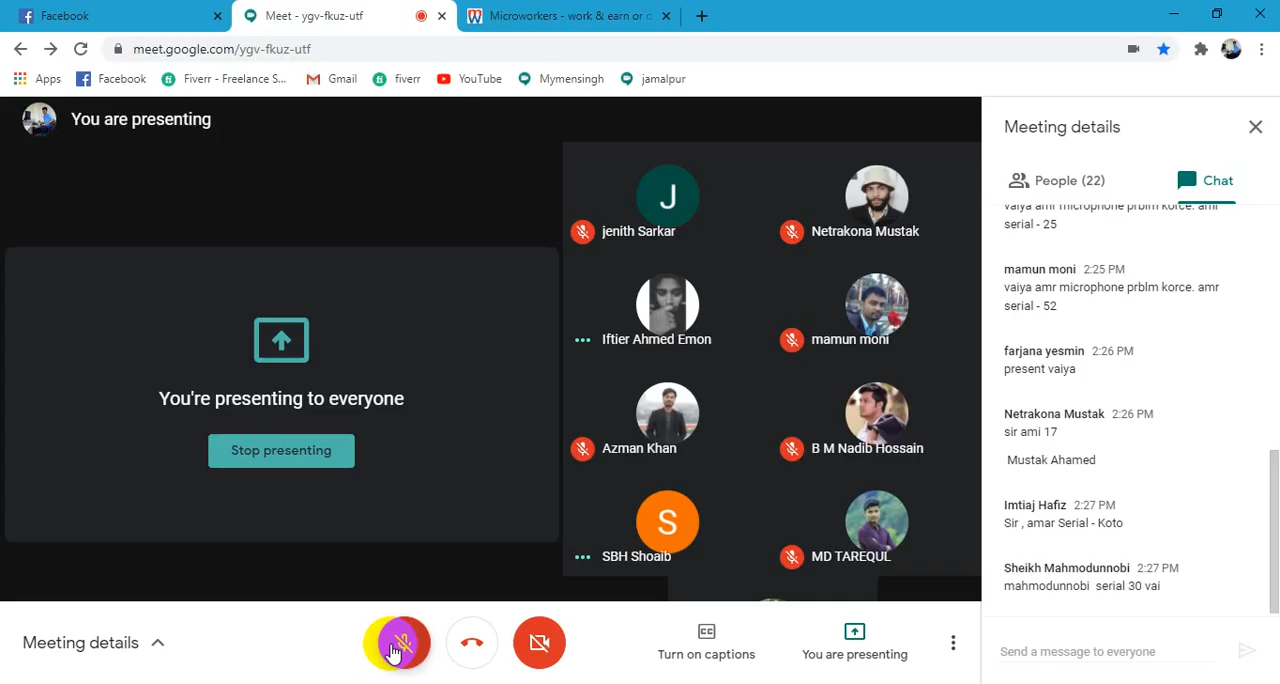 Facebook
Meet - ygv-fkuz-utf
Microworkers - work & earn or o
meet.google.com/ygv-fkuz-utf
Apps
Facebook
Fiverr - Freelance S...
Gmail
fiverr
YouTube
Mymensingh
jamalpur
You are presenting
You're presenting to everyone
Stop presenting
J
jenith Sarkar
Netrakona Mustak
Iftier Ahmed Emon
mamun moni
Azman Khan
B M Nadib Hossain
S
SBH Shoaib
MD TAREQUL
Meeting details
People (22)
Chat
vaiya amr microphone prblm korce. amr
serial - 25
mamun moni 2:25 PM
vaiya amr microphone prblm korce. amr
serial - 52
farjana yesmin 2:26 PM
present vaiya
Netrakona Mustak 2:26 PM
sir ami 17
Mustak Ahamed
Imtiaj Hafiz 2:27 PM
Sir , amar Serial - Koto
Sheikh Mahmodunnobi 2:27 PM
mahmodunnobi serial 30 vai
Send a message to everyone
Meeting details
Turn on captions
You are presenting